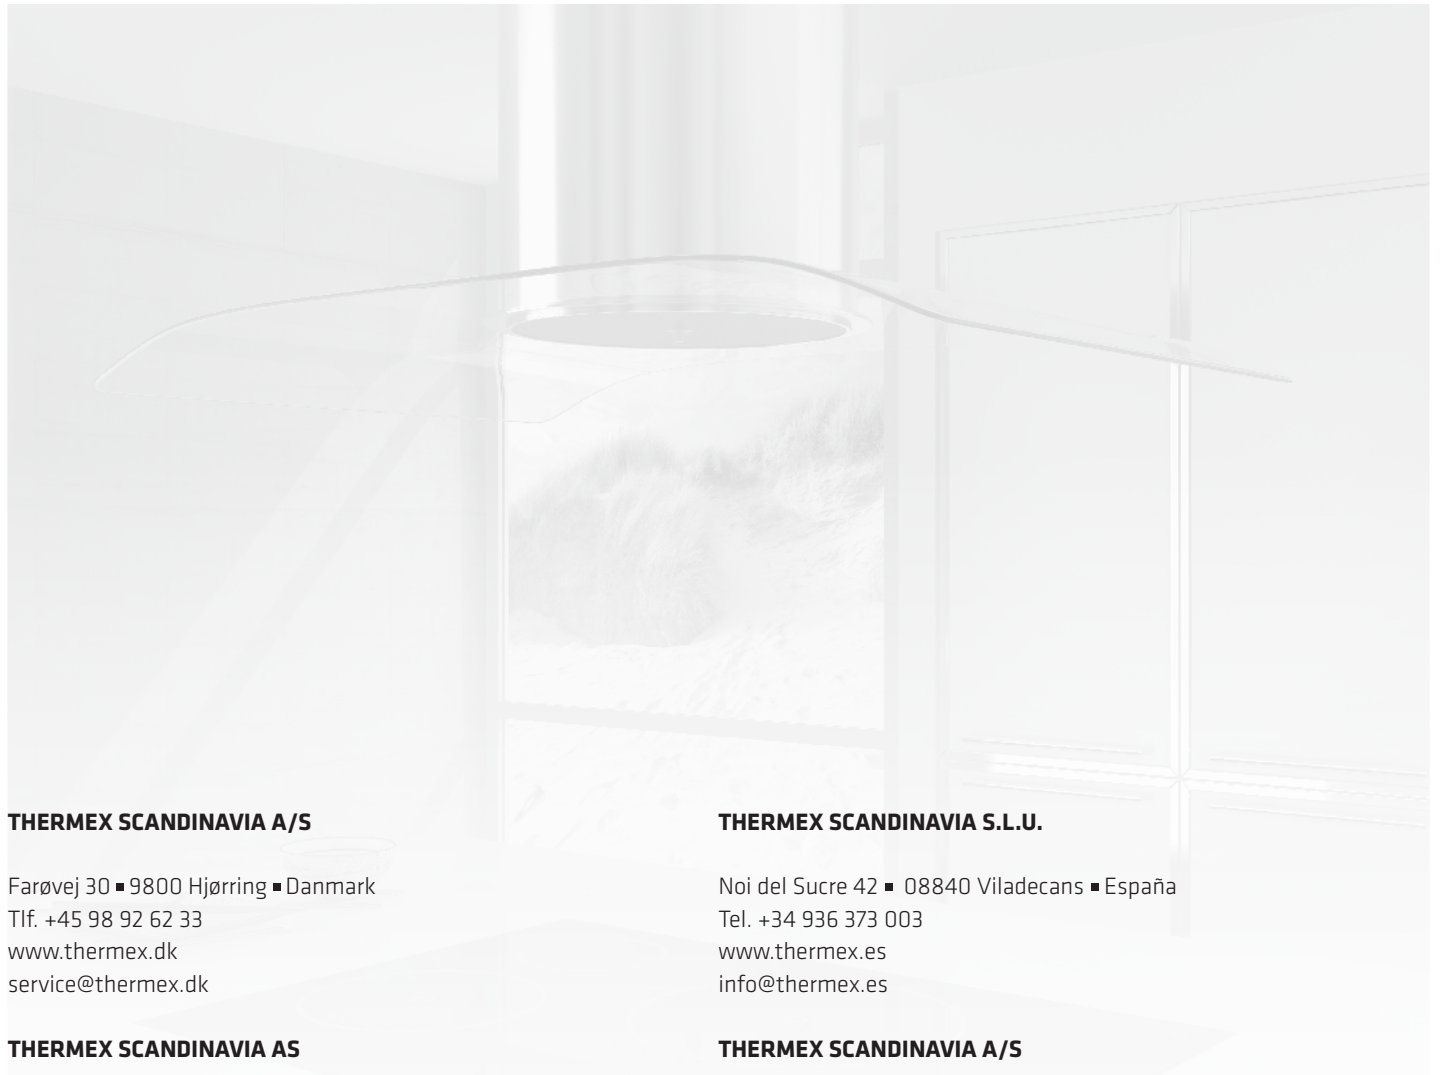 THERMEX SCANDINAVIA A/S
Farøvej 30 ▪ 9800 Hjørring ▪ Danmark
Tlf. +45 98 92 62 33
www.thermex.dk
service@thermex.dk
THERMEX SCANDINAVIA S.L.U.
Noi del Sucre 42 ▪ 08840 Viladecans ▪ España
Tel. +34 936 373 003
www.thermex.es
info@thermex.es
THERMEX SCANDINAVIA AS
THERMEX SCANDINAVIA A/S